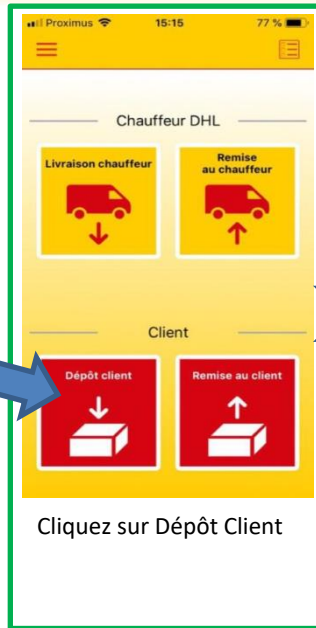 Proximus 15:15 77 %
Chauffeur DHL
Livraison chauffeur
Remise
au chauffeur
Client
Dépôt client
Remise au client
Cliquez sur Dépôt Client